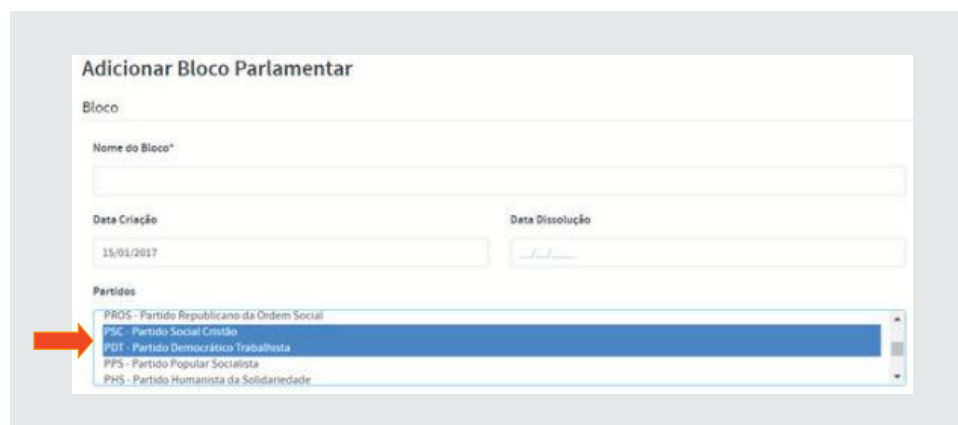 Adicionar Bloco Parlamentar
Bloco
Nome do Bloco*
Data Criação Data Dissolução
15/01/2017 __/__/____
Partidos
PROS - Partido Republicano da Ordem Social
PSC - Partido Social Cristão
PDT - Partido Democrático Trabalhista
PPS - Partido Popular Socialista
PHS - Partido Humanista da Solidariedade